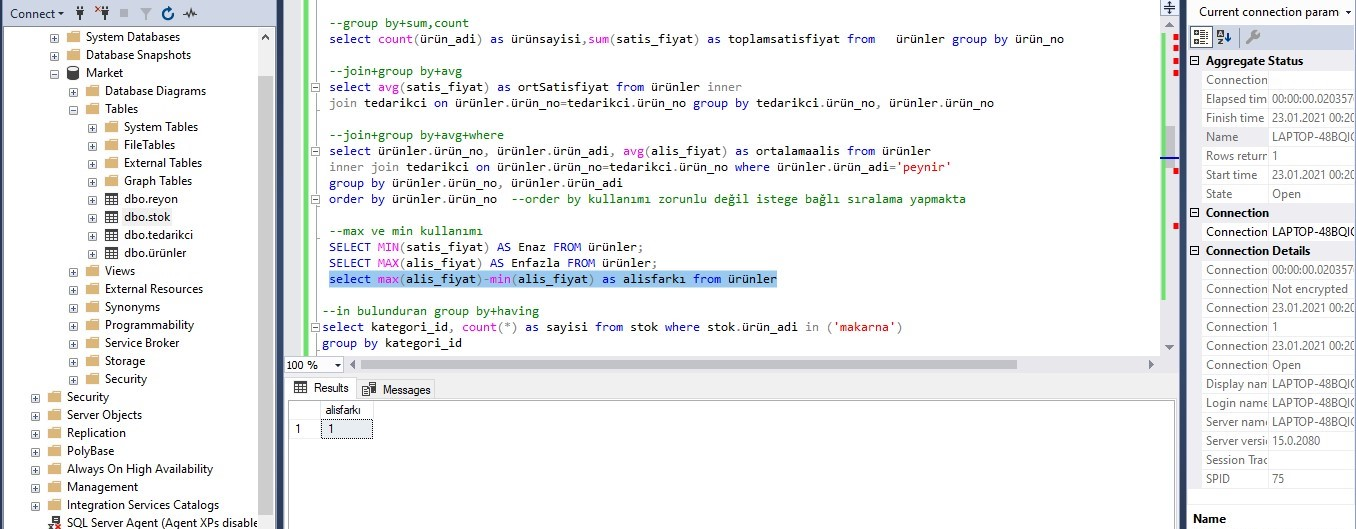 Connect
System Databases
Database Snapshots
Market
Database Diagrams
Tables
System Tables
FileTables
External Tables
Graph Tables
dbo.reyon
dbo.stok
dbo.tedarikci
dbo.ürünler
Views
External Resources
Synonyms
Programmability
Service Broker
Storage
Security
Security
Server Objects
Replication
PolyBase
Always On High Availability
Management
Integration Services Catalogs
SQL Server Agent (Agent XPs disable
--group by+sum,count
select count(ürün_adi) as ürünsayisi,sum(satis_fiyat) as toplamsatisfiyat from ürünler group by ürün_no
--join+group by+avg
select avg(satis_fiyat) as ortSatisfiyat from ürünler inner
join tedarikci on ürünler.ürün_no=tedarikci.ürün_no group by tedarikci.ürün_no, ürünler.ürün_no
--join+group by+avg+where
select ürünler.ürün_no, ürünler.ürün_adi, avg(alis_fiyat) as ortalamaalis from ürünler
inner join tedarikci on ürünler.ürün_no=tedarikci.ürün_no where ürünler.ürün_adi='peynir'
group by ürünler.ürün_no, ürünler.ürün_adi
order by ürünler.ürün_no --order by kullanımı zorunlu değil istege bağlı sıralama yapmakta
--max ve min kullanımı
SELECT MIN(satis_fiyat) AS Enaz FROM ürünler;
SELECT MAX(alis_fiyat) AS Enfazla FROM ürünler;
select max(alis_fiyat)-min(alis_fiyat) as alisfarkı from ürünler
--in bulunduran group by+having
select kategori_id, count(*) as sayisi from stok where stok.ürün_adi in ('makarna')
group by kategori_id
100 %
Results Messages
alisfarkı
1 1
Current connection param
Aggregate Status
Connection
Elapsed tim 00:00:00.020357
Finish time 23.01.2021 00:20
Name LAPTOP-48BQIG
Rows returr 1
Start time 23.01.2021 00:20
State Open
Connection
Connection LAPTOP-48BQIG
Connection Details
Connection 00:00:00.020357
Connection Not encrypted
Connection 23.01.2021 00:20
Connection 1
Connection 23.01.2021 00:20
Connection Open
Display nan LAPTOP-48BQIG
Login name LAPTOP-48BQIG
Server name LAPTOP-48BQIG
Server versi 15.0.2080
Session Trac
SPID 75
Name